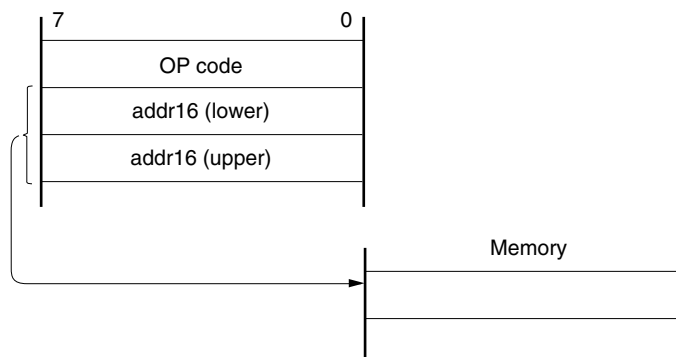 7 0
OP code
addr16 (lower)
addr16 (upper)
Memory